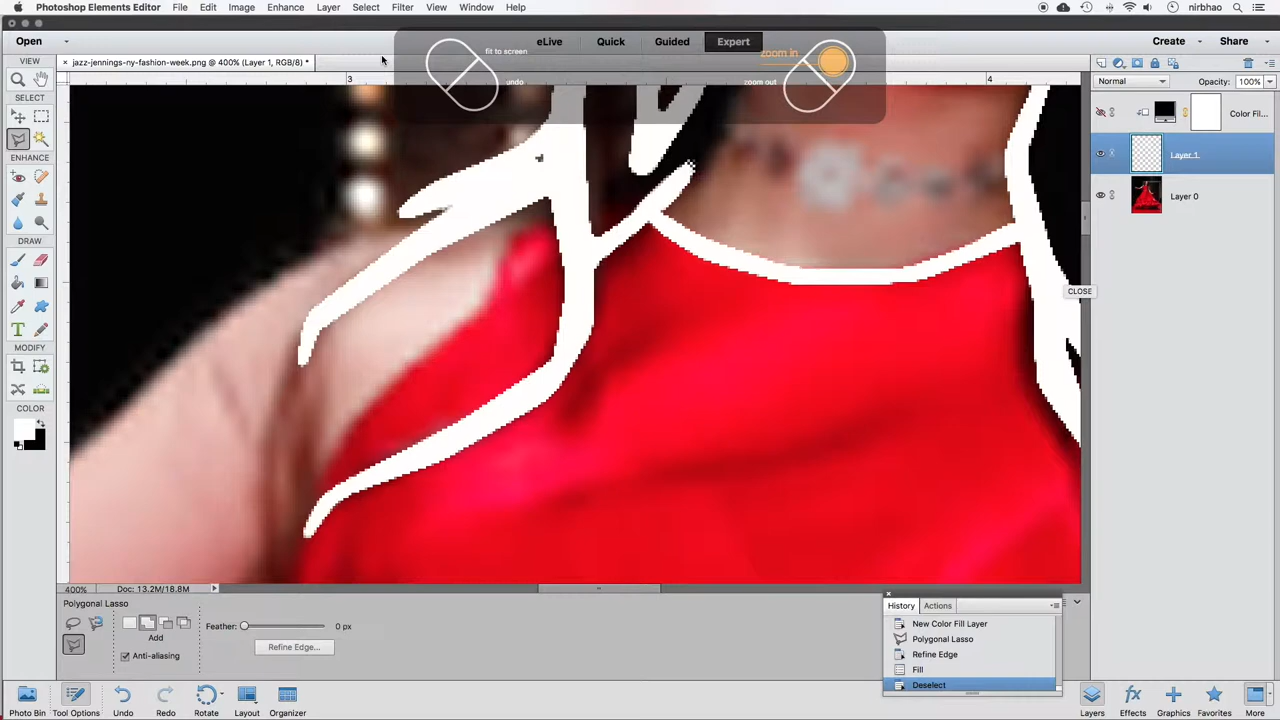 Photoshop Elements Editor File Edit Image Enhance Layer Select Filter View Window Help nirbhao
Open eLive Quick Guided Expert Create Share
fit to screen
undo
zoom in
zoom out
× jazz-jennings-ny-fashion-week.png @ 400% (Layer 1, RGB/8) *
Normal Opacity: 100%
VIEW
SELECT
ENHANCE
DRAW
MODIFY
COLOR
3 4
Color Fil...
Layer 1
Layer 0
CLOSE
400% Doc: 13.2M/18.8M
Polygonal Lasso
Add
Anti-aliasing
Feather: 0 px
Refine Edge...
History Actions
New Color Fill Layer
Polygonal Lasso
Refine Edge
Fill
Deselect
Photo Bin Tool Options Undo Redo Rotate Layout Organizer Layers Effects Graphics Favorites More